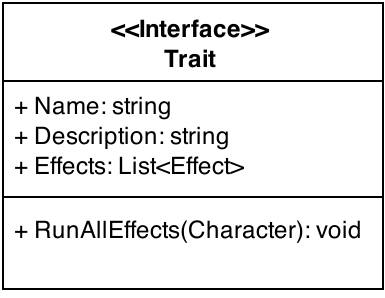 <<Interface>>
Trait
+ Name: string
+ Description: string
+ Effects: List<Effect>
+ RunAllEffects(Character): void